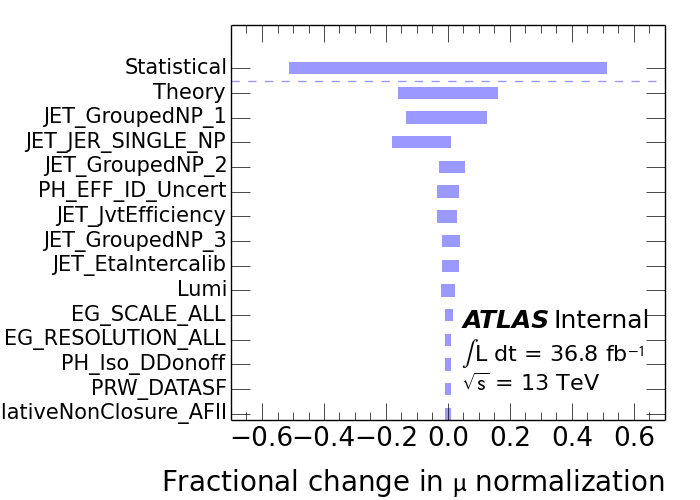 Statistical
Theory
JET_GroupedNP_1
JET_JER_SINGLE_NP
JET_GroupedNP_2
PH_EFF_ID_Uncert
JET_JvtEfficiency
JET_GroupedNP_3
JET_EtaIntercalib
Lumi
EG_SCALE_ALL
EG_RESOLUTION_ALL
PH_Iso_DDonoff
PRW_DATASF
lativeNonClosure_AFII
ATLAS Internal
∫L dt = 36.8 fb⁻¹
√s = 13 TeV
−0.6 −0.4 −0.2 0.0 0.2 0.4 0.6
Fractional change in μ normalization